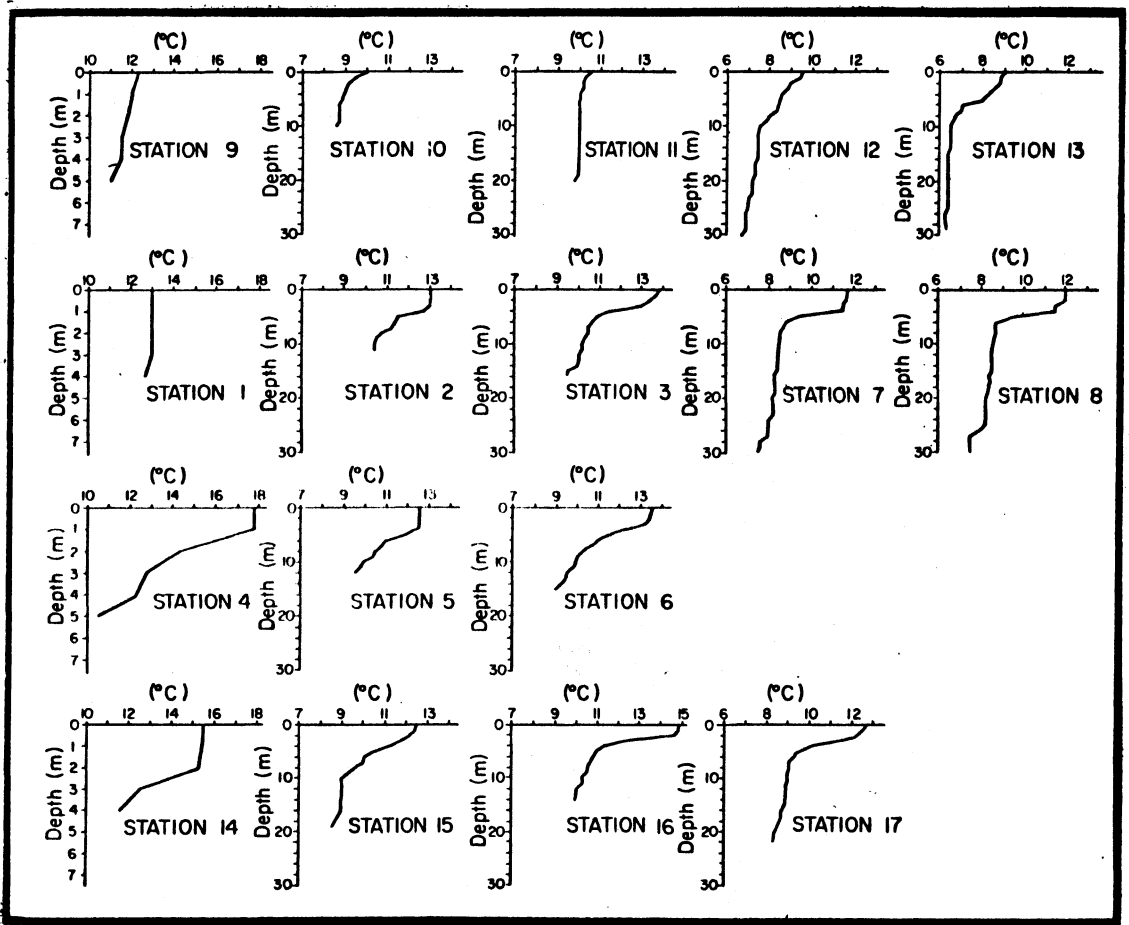 (°C) (°C) (°C) (°C) (°C)
10 12 14 16 18 7 9 11 13 7 9 11 13 6 8 10 12 6 8 10 12
0 1 2 3 4 5 6 7 Depth (m) STATION 9
0 10 20 30 Depth (m) STATION 10
0 10 20 30 Depth (m) STATION 11
0 10 20 30 Depth (m) STATION 12
0 10 20 30 Depth (m) STATION 13
(°C) (°C) (°C) (°C) (°C)
10 12 14 16 18 7 9 11 13 7 9 11 13 6 8 10 12 6 8 10 12
0 1 2 3 4 5 6 7 Depth (m) STATION 1
0 10 20 30 Depth (m) STATION 2
0 10 20 30 Depth (m) STATION 3
0 10 20 30 Depth (m) STATION 7
0 10 20 30 Depth (m) STATION 8
(°C) (°C) (°C)
10 12 14 16 18 7 9 11 13 7 9 11 13
0 1 2 3 4 5 6 7 Depth (m) STATION 4
0 10 20 30 Depth (m) STATION 5
0 10 20 30 Depth (m) STATION 6
(°C) (°C) (°C) (°C)
10 12 14 16 18 7 9 11 13 7 9 11 13 15 6 8 10 12
0 1 2 3 4 5 6 7 Depth (m) STATION 14
0 10 20 30 Depth (m) STATION 15
0 10 20 30 Depth (m) STATION 16
0 10 20 30 Depth (m) STATION 17